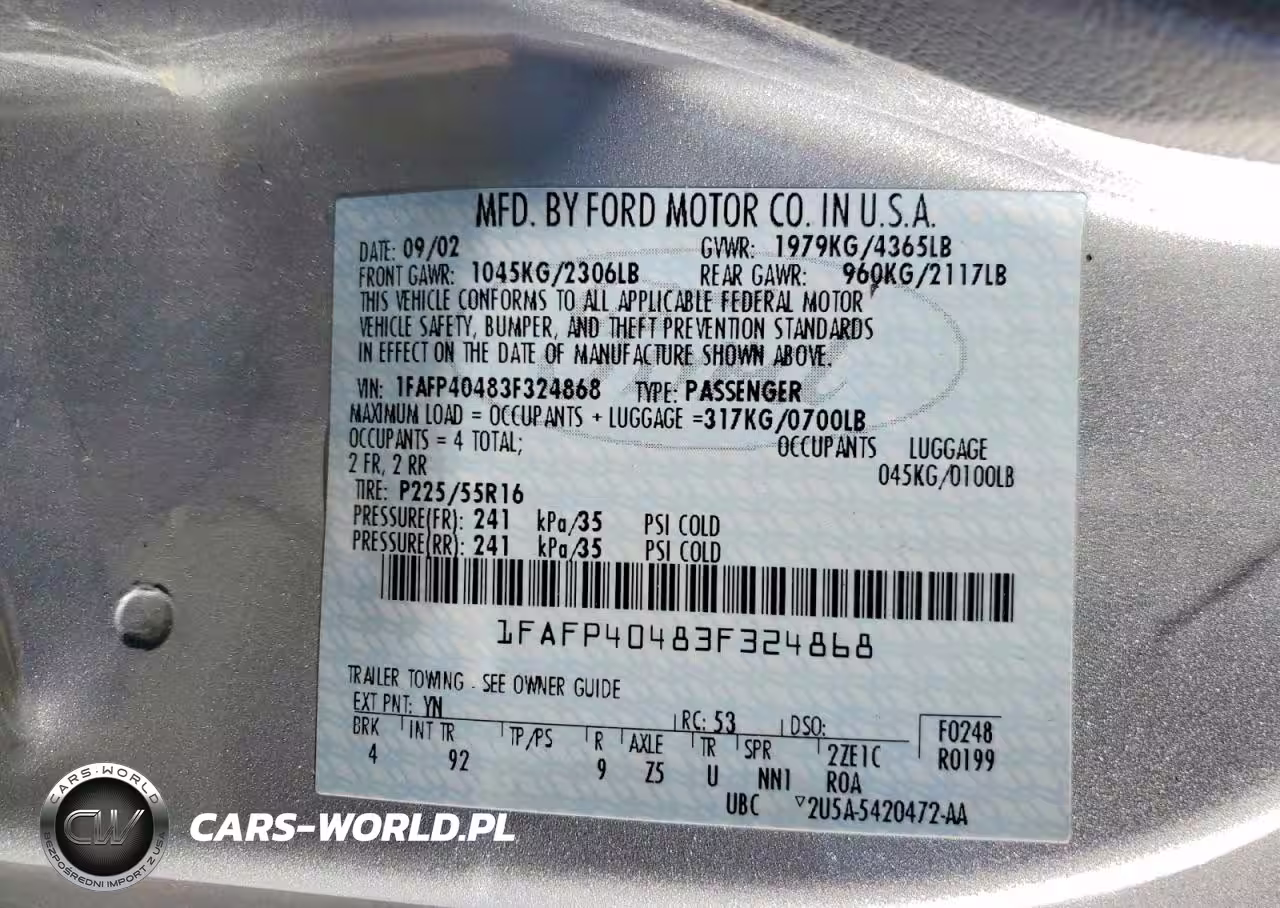 MFD. BY FORD MOTOR CO. IN U.S.A.
DATE: 09/02 GVWR: 1979KG/4365LB
FRONT GAWR: 1045KG/2306LB REAR GAWR: 960KG/2117LB
THIS VEHICLE CONFORMS TO ALL APPLICABLE FEDERAL MOTOR
VEHICLE SAFETY, BUMPER, AND THEFT PREVENTION STANDARDS
IN EFFECT ON THE DATE OF MANUFACTURE SHOWN ABOVE.
VIN: 1FAFP40483F324868 TYPE: PASSENGER
MAXIMUM LOAD = OCCUPANTS + LUGGAGE =317KG/0700LB
OCCUPANTS = 4 TOTAL; OCCUPANTS LUGGAGE
2 FR, 2 RR 045KG/0100LB
TIRE: P225/55R16
PRESSURE(FR): 241 kPa/35 PSI COLD
PRESSURE(RR): 241 kPa/35 PSI COLD
1FAFP40483F324868
TRAILER TOWING - SEE OWNER GUIDE
EXT PNT: YN RC: 53 DSO: F0248
BRK INT TR TP/PS R AXLE TR SPR 2ZE1C R0199
4 92 9 Z5 U NN1 ROA
UBC ▽2U5A-5420472-AA
CARS-WORLD
CW
BEZPOŚREDNI IMPORT Z USA
CARS-WORLD.PL